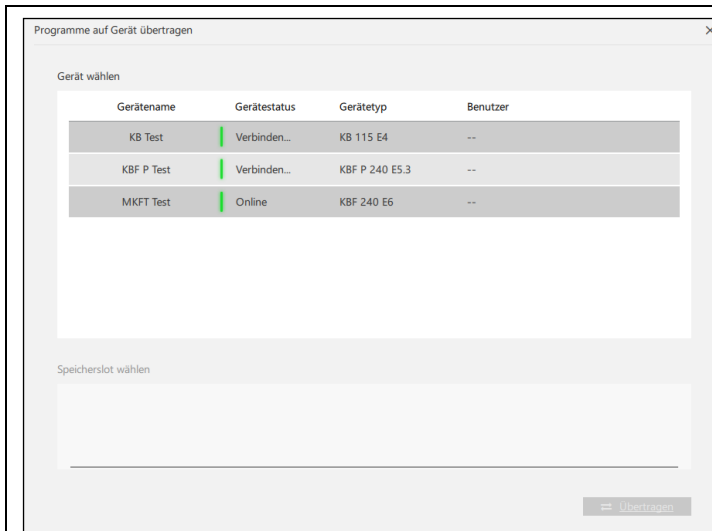 Programme auf Gerät übertragen
Gerät wählen
Gerätename Gerätestatus Gerätetyp Benutzer
KB Test Verbinden... KB 115 E4 --
KBF P Test Verbinden... KBF P 240 E5.3 --
MKFT Test Online KBF 240 E6 --
Speicherslot wählen
Übertragen